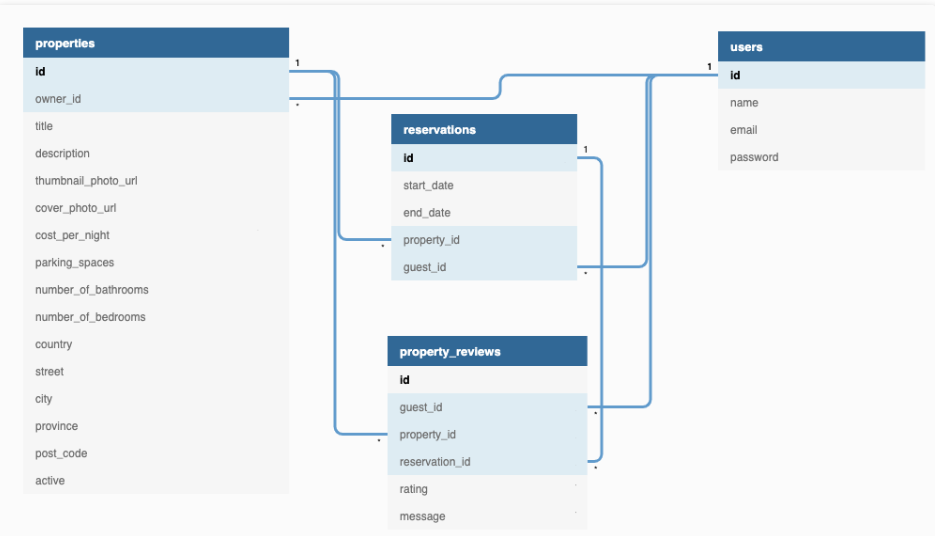 properties
id
owner_id
title
description
thumbnail_photo_url
cover_photo_url
cost_per_night
parking_spaces
number_of_bathrooms
number_of_bedrooms
country
street
city
province
post_code
active
1
*
reservations
id
start_date
end_date
property_id
guest_id
1
*
*
property_reviews
id
guest_id
property_id
reservation_id
rating
message
*
*
*
users
id
name
email
password
1